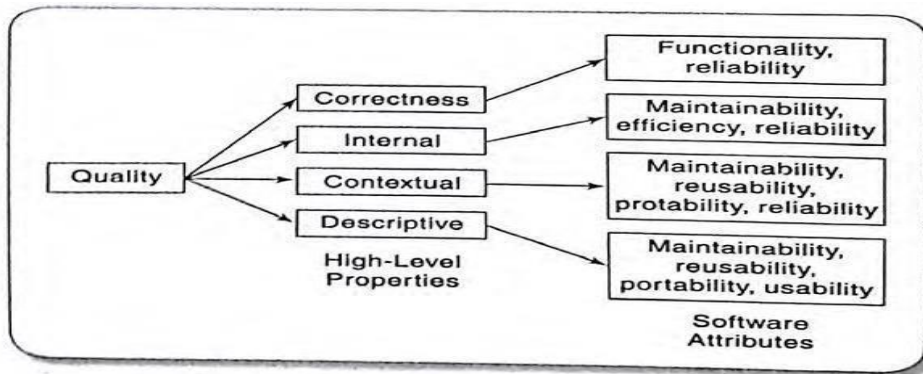 Quality
Correctness
Internal
Contextual
Descriptive
High-Level
Properties
Functionality,
reliability
Maintainability,
efficiency, reliability
Maintainability,
reusability,
protability, reliability
Maintainability,
reusability,
portability, usability
Software
Attributes